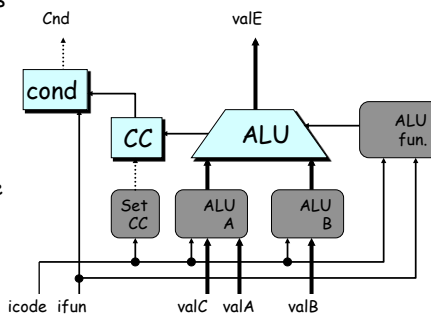 s
Cnd valE
cond
CC
ALU
ALU
fun.
e
Set
CC
ALU
A
ALU
B
icode ifun valC valA valB